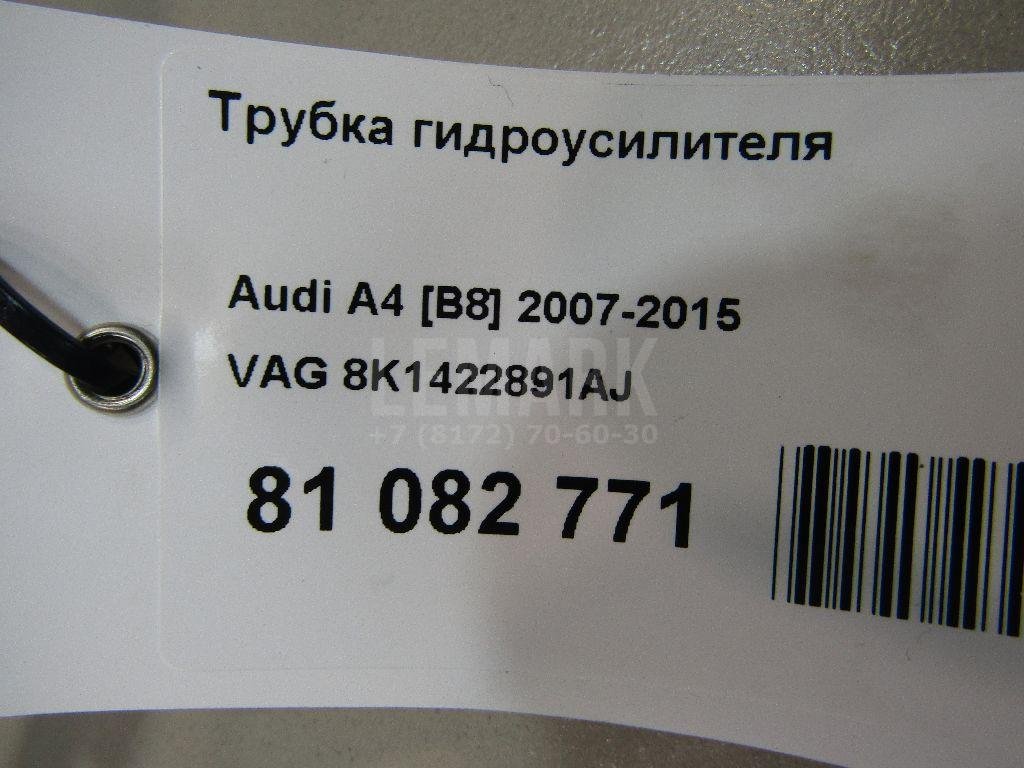 Трубка гидроусилителя
Audi A4 [B8] 2007-2015
VAG 8K1422891AJ
LEMARK
+7 (8172) 70-60-30
81 082 771